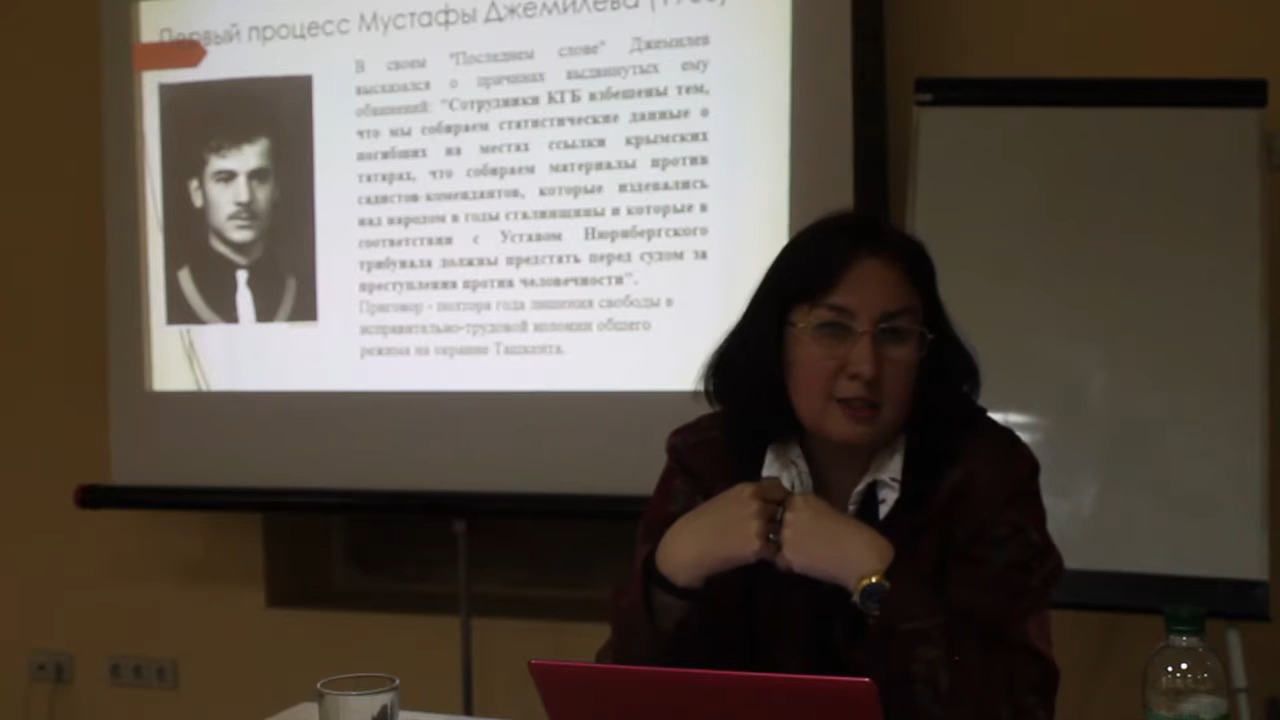 Первый процесс Мустафы Джемилева (1966)
В своем "Последнем слове" Джемилев
высказался о причинах выдвинутых ему
обвинений: "Сотрудники КГБ взбешены тем,
что мы собираем статистические данные о
погибших на местах ссылки крымских
татарах, что собираем материалы против
садистов-комендантов, которые издевались
над народом в годы сталинщины и которые в
соответствии с Уставом Нюрнбергского
трибунала должны предстать перед судом за
преступления против человечности".
Приговор - полтора года лишения свободы в
исправительно-трудовой колонии общего
режима на окраине Ташкента.